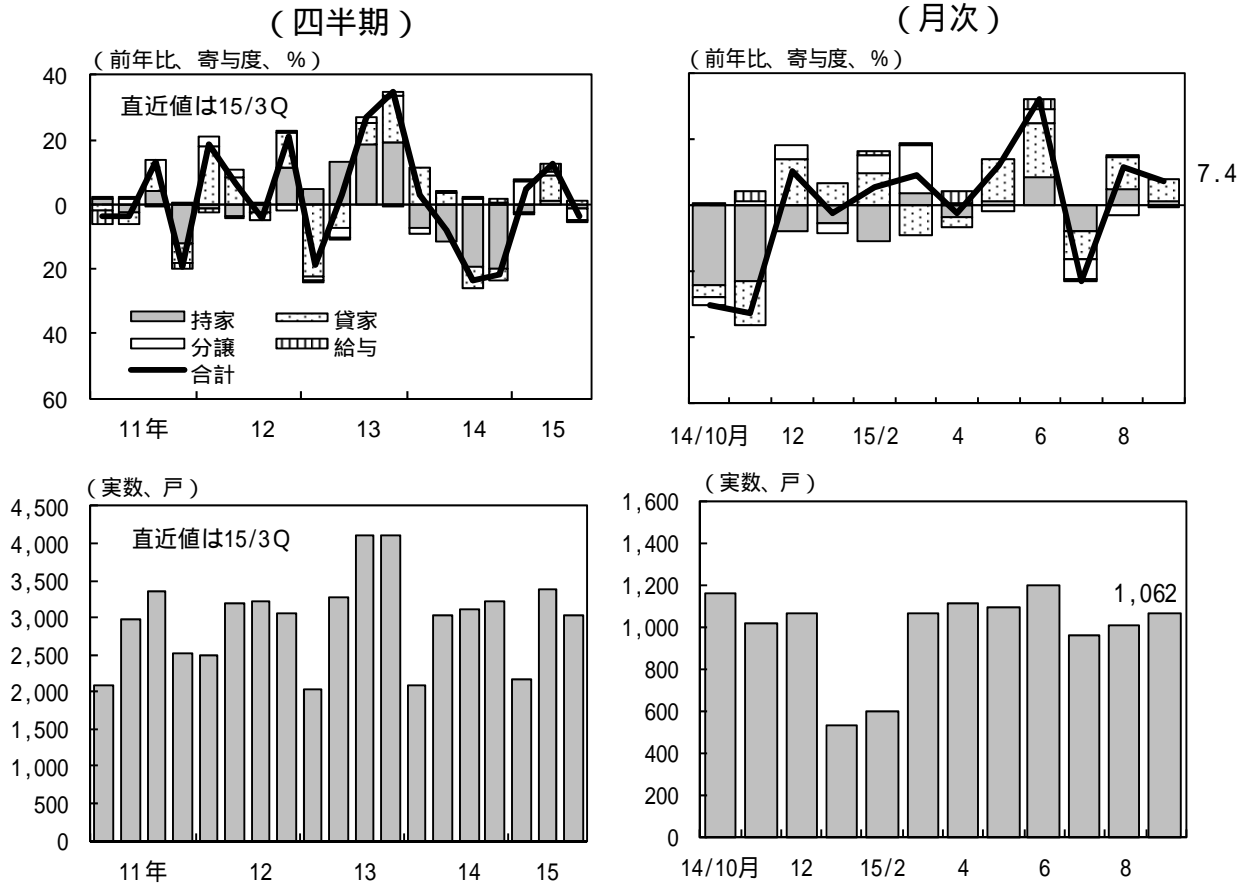 （四半期）
（前年比、寄与度、％）
40
20
0
20
40
60
直近値は15/3Q
持家
貸家
分譲
給与
合計
11年 12 13 14 15
（月次）
（前年比、寄与度、％）
7.4
14/10月 12 15/2 4 6 8
（実数、戸）
4,500
4,000
3,500
3,000
2,500
2,000
1,500
1,000
500
0
直近値は15/3Q
11年 12 13 14 15
（実数、戸）
1,600
1,400
1,200
1,000
800
600
400
200
0
1,062
14/10月 12 15/2 4 6 8